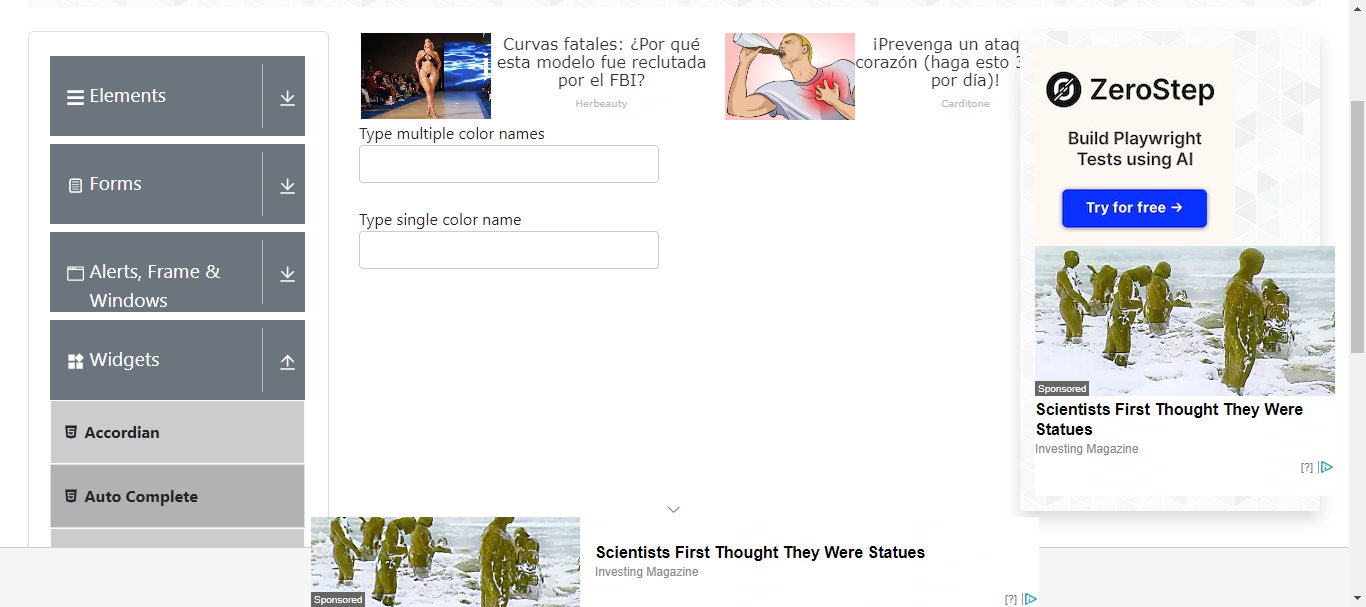 Elements
Forms
Alerts, Frame &
Windows
Widgets
Accordian
Auto Complete
Curvas fatales: ¿Por qué
esta modelo fue reclutada
por el FBI?
Herbeauty
¡Prevenga un ataq
corazón (haga esto 3
por día)!
Carditone
Type multiple color names
Type single color name
ZeroStep
Build Playwright
Tests using AI
Try for free →
Sponsored
Scientists First Thought They Were
Statues
Investing Magazine
[?]
Sponsored
Scientists First Thought They Were Statues
Investing Magazine
[?]